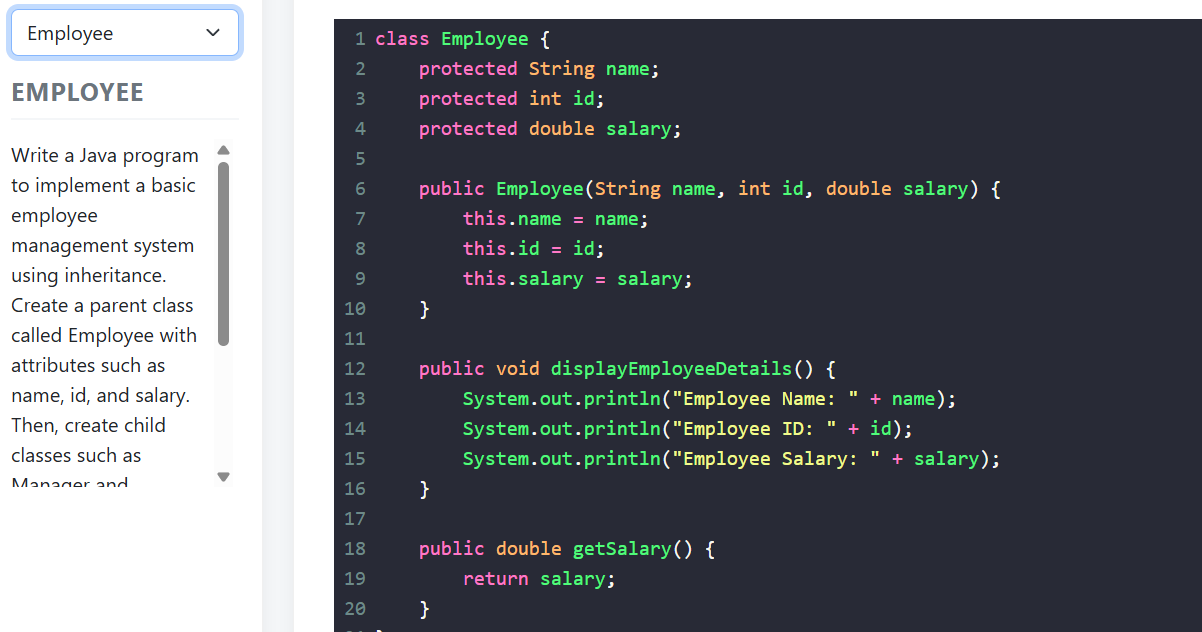 Employee
EMPLOYEE
Write a Java program
to implement a basic
employee
management system
using inheritance.
Create a parent class
called Employee with
attributes such as
name, id, and salary.
Then, create child
classes such as
Manager and
1 class Employee {
2     protected String name;
3     protected int id;
4     protected double salary;
5
6     public Employee(String name, int id, double salary) {
7         this.name = name;
8         this.id = id;
9         this.salary = salary;
10     }
11
12     public void displayEmployeeDetails() {
13         System.out.println("Employee Name: " + name);
14         System.out.println("Employee ID: " + id);
15         System.out.println("Employee Salary: " + salary);
16     }
17
18     public double getSalary() {
19         return salary;
20     }